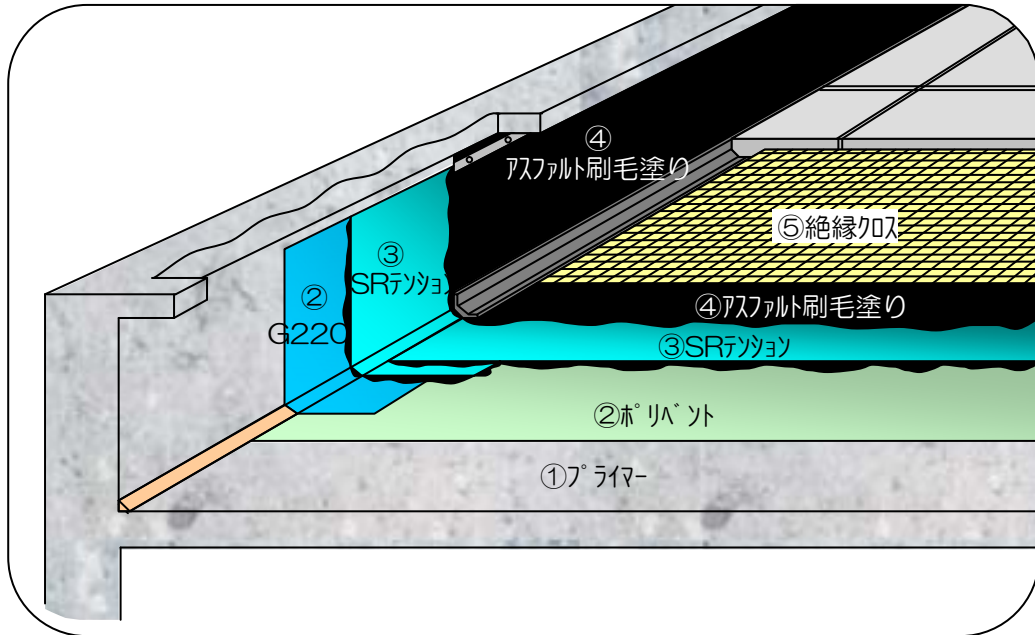 ④
ｱｽﾌｧﾙﾄ刷毛塗り
⑤絶縁ｸﾛｽ
③
SRﾃﾝｼｮﾝ
②
G220
④ｱｽﾌｧﾙﾄ刷毛塗り
③SRﾃﾝｼｮﾝ
②ﾎﾟﾘﾍﾞﾝﾄ
①ﾌﾟﾗｲﾏｰ